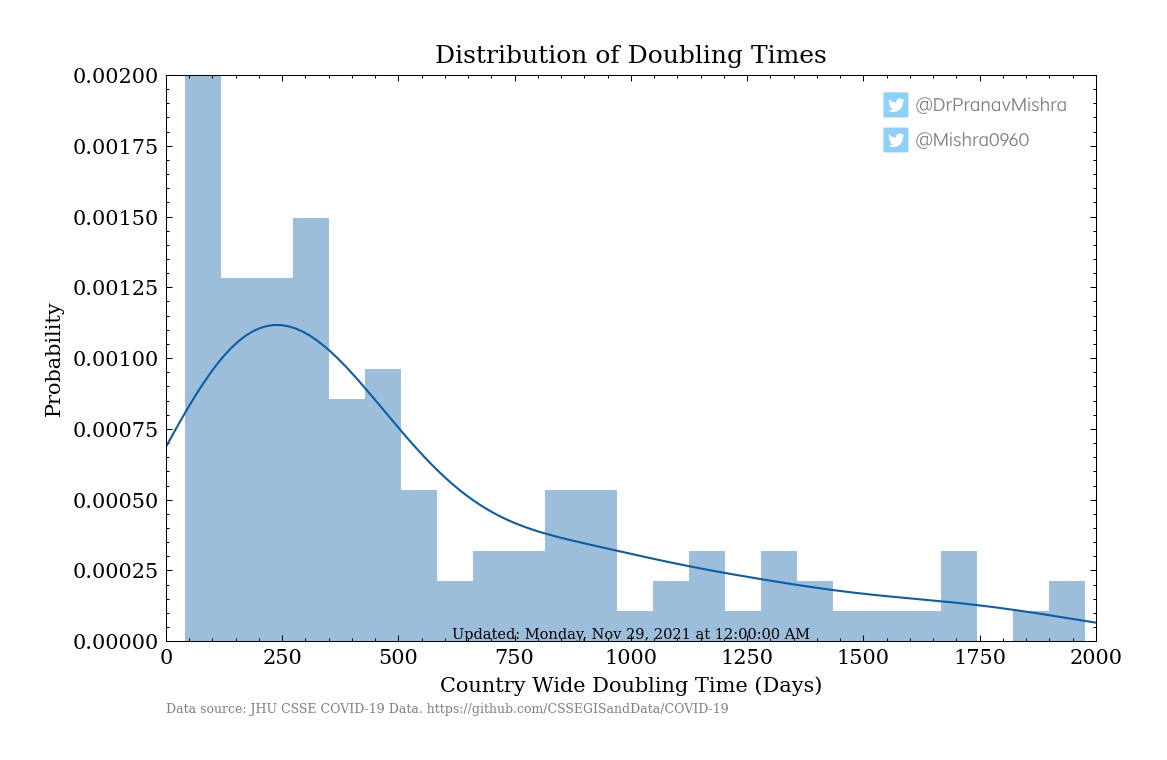 Distribution of Doubling Times
0.00200
0.00175
0.00150
0.00125
0.00100
0.00075
0.00050
0.00025
0.00000
Probability
@DrPranavMishra
@Mishra0960
Updated: Monday, Nov 29, 2021 at 12:00:00 AM
0 250 500 750 1000 1250 1500 1750 2000
Country Wide Doubling Time (Days)
Data source: JHU CSSE COVID-19 Data. https://github.com/CSSEGISandData/COVID-19